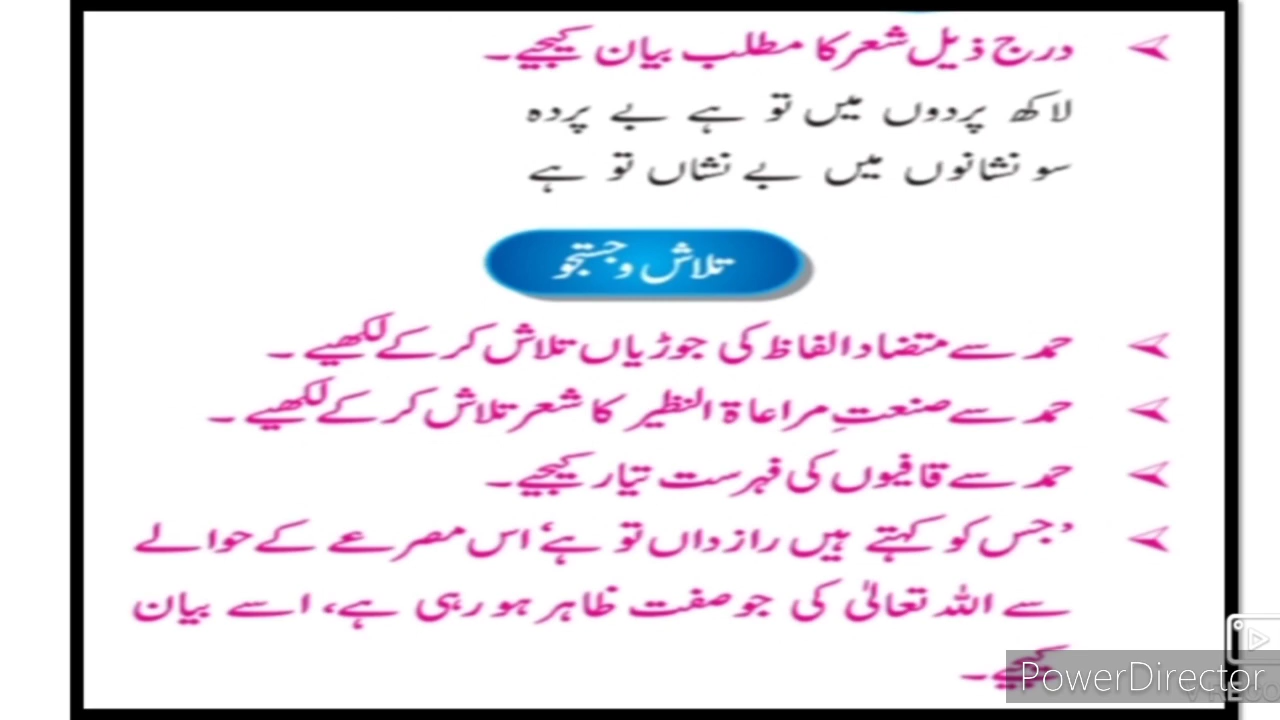 درج ذیل شعر کا مطلب بیان کیجیے۔
لاکھ پردوں میں تو ہے بے پردہ
سو نشانوں میں بے نشاں تو ہے
تلاش و جستجو
حمد سے متضاد الفاظ کی جوڑیاں تلاش کر کے لکھیے۔
حمد سے صنعتِ مراعاۃ النظیر کا شعر تلاش کر کے لکھیے۔
حمد سے قافیوں کی فہرست تیار کیجیے۔
’جس کو کہتے ہیں راز داں تو ہے‘ اس مصرعے کے حوالے
سے اللہ تعالیٰ کی جو صفت ظاہر ہو رہی ہے، اسے بیان
کیجیے۔
PowerDirector